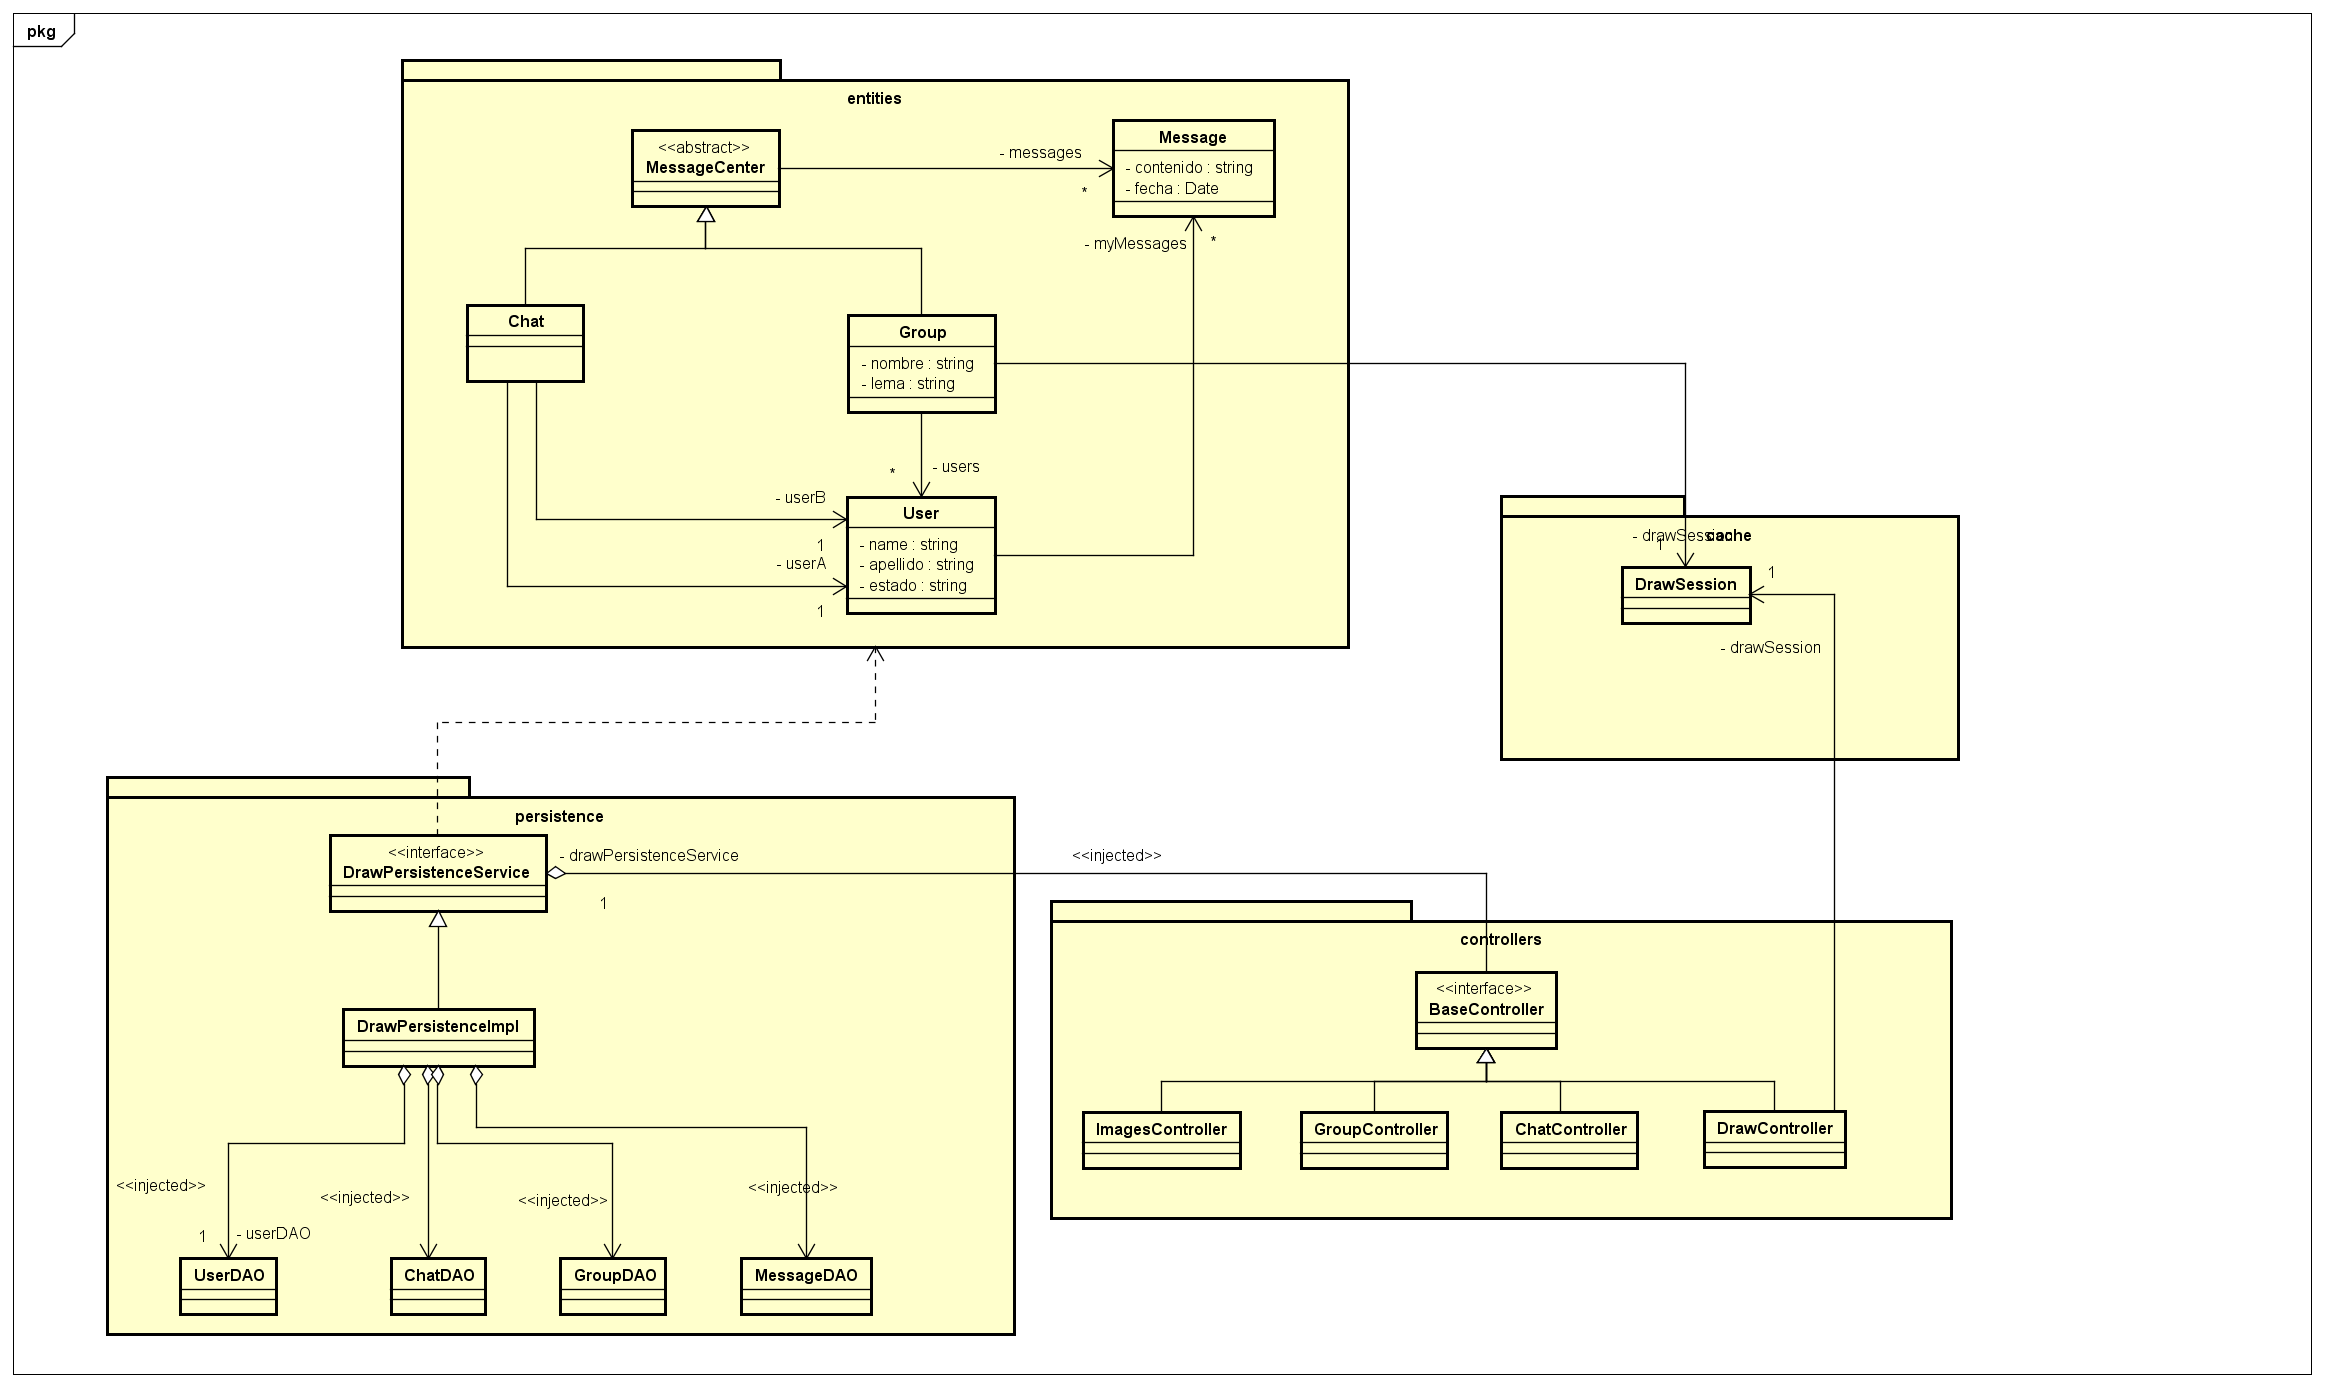 pkg
entities
<<abstract>>
MessageCenter
- messages
*
Message
- contenido : string
- fecha : Date
- myMessages
*
Chat
Group
- nombre : string
- lema : string
*
- users
- userB
1
- userA
1
User
- name : string
- apellido : string
- estado : string
cache
- drawSession
1
DrawSession
1
- drawSession
persistence
<<interface>>
DrawPersistenceService
- drawPersistenceService
1
<<injected>>
DrawPersistenceImpl
<<injected>>
<<injected>>
<<injected>>
<<injected>>
1
- userDAO
UserDAO
ChatDAO
GroupDAO
MessageDAO
controllers
<<interface>>
BaseController
ImagesController
GroupController
ChatController
DrawController